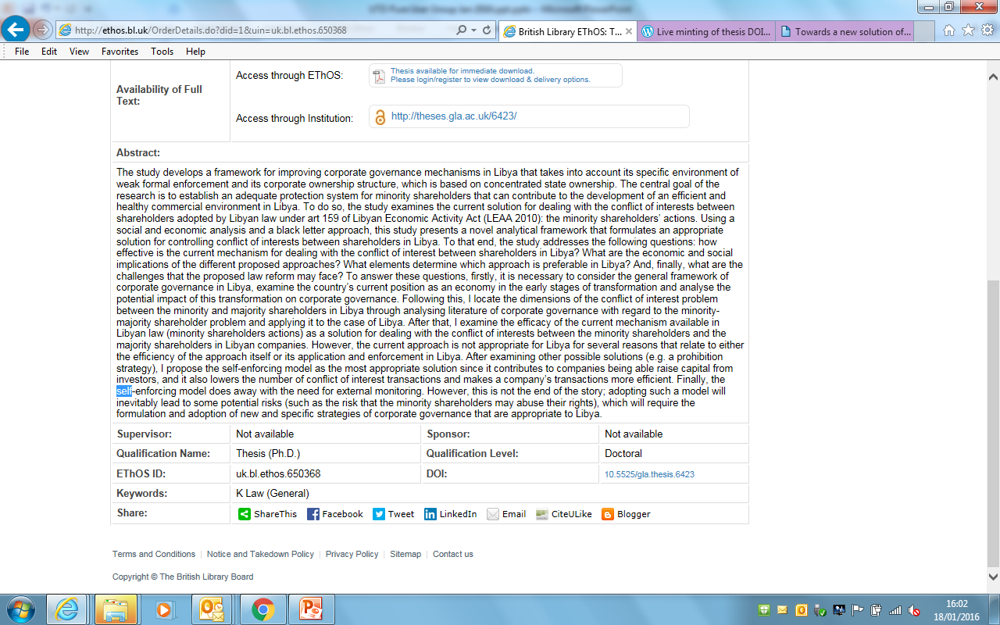 http://ethos.bl.uk/OrderDetails.do?did=1&uin=uk.bl.ethos.650368
British Library EThOS: T...
Live minting of thesis DOI...
Towards a new solution of...
File Edit View Favorites Tools Help
Availability of Full
Text:
Access through EThOS:
Thesis available for immediate download.
Please login/register to view download & delivery options.
Access through Institution:
http://theses.gla.ac.uk/6423/
Abstract:
The study develops a framework for improving corporate governance mechanisms in Libya that takes into account its specific environment of
weak formal enforcement and its corporate ownership structure, which is based on concentrated state ownership. The central goal of the
research is to establish an adequate protection system for minority shareholders that can contribute to the development of an efficient and
healthy commercial environment in Libya. To do so, the study examines the current solution for dealing with the conflict of interests between
shareholders adopted by Libyan law under art 159 of Libyan Economic Activity Act (LEAA 2010): the minority shareholders' actions. Using a
social and economic analysis and a black letter approach, this study presents a novel analytical framework that formulates an appropriate
solution for controlling conflict of interests between shareholders in Libya. To that end, the study addresses the following questions: how
effective is the current mechanism for dealing with the conflict of interest between shareholders in Libya? What are the economic and social
implications of the different proposed approaches? What elements determine which approach is preferable in Libya? And, finally, what are the
challenges that the proposed law reform may face? To answer these questions, firstly, it is necessary to consider the general framework of
corporate governance in Libya, examine the country's current position as an economy in the early stages of transformation and analyse the
potential impact of this transformation on corporate governance. Following this, I locate the dimensions of the conflict of interest problem
between the minority and majority shareholders in Libya through analysing literature of corporate governance with regard to the minority-
majority shareholder problem and applying it to the case of Libya. After that, I examine the efficacy of the current mechanism available in
Libyan law (minority shareholders actions) as a solution for dealing with the conflict of interests between the minority shareholders and the
majority shareholders in Libyan companies. However, the current approach is not appropriate for Libya for several reasons that relate to either
the efficiency of the approach itself or its application and enforcement in Libya. After examining other possible solutions (e.g. a prohibition
strategy), I propose the self-enforcing model as the most appropriate solution since it contributes to companies being able raise capital from
investors, and it also lowers the number of conflict of interest transactions and makes a company's transactions more efficient. Finally, the
self-enforcing model does away with the need for external monitoring. However, this is not the end of the story; adopting such a model will
inevitably lead to some potential risks (such as the risk that the minority shareholders may abuse their rights), which will require the
formulation and adoption of new and specific strategies of corporate governance that are appropriate to Libya.
Supervisor: Not available Sponsor: Not available
Qualification Name: Thesis (Ph.D.) Qualification Level: Doctoral
EThOS ID: uk.bl.ethos.650368 DOI: 10.5525/gla.thesis.6423
Keywords: K Law (General)
Share: ShareThis Facebook Tweet LinkedIn Email CiteULike Blogger
Terms and Conditions | Notice and Takedown Policy | Privacy Policy | Sitemap | Contact us
Copyright © The British Library Board
16:02
18/01/2016